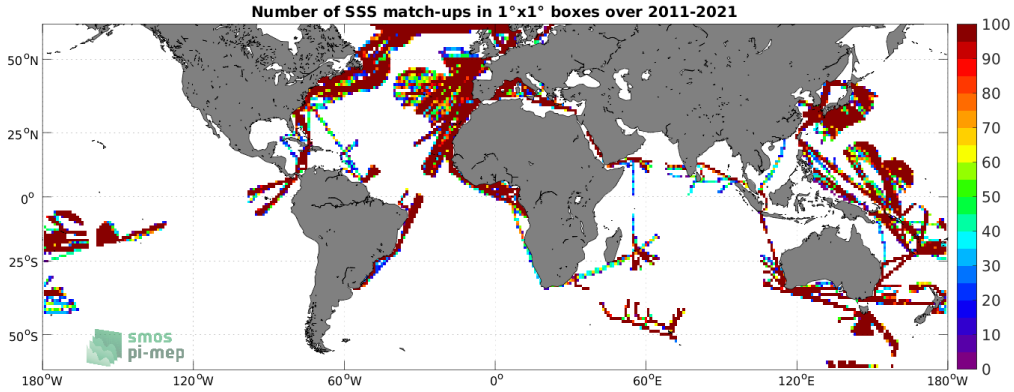 Number of SSS match-ups in 1°x1° boxes over 2011-2021
50°N
25°N
0°
25°S
50°S
180°W
120°W
60°W
0°
60°E
120°E
180°W
100
90
80
70
60
50
40
30
20
10
0
smos
pi-mep